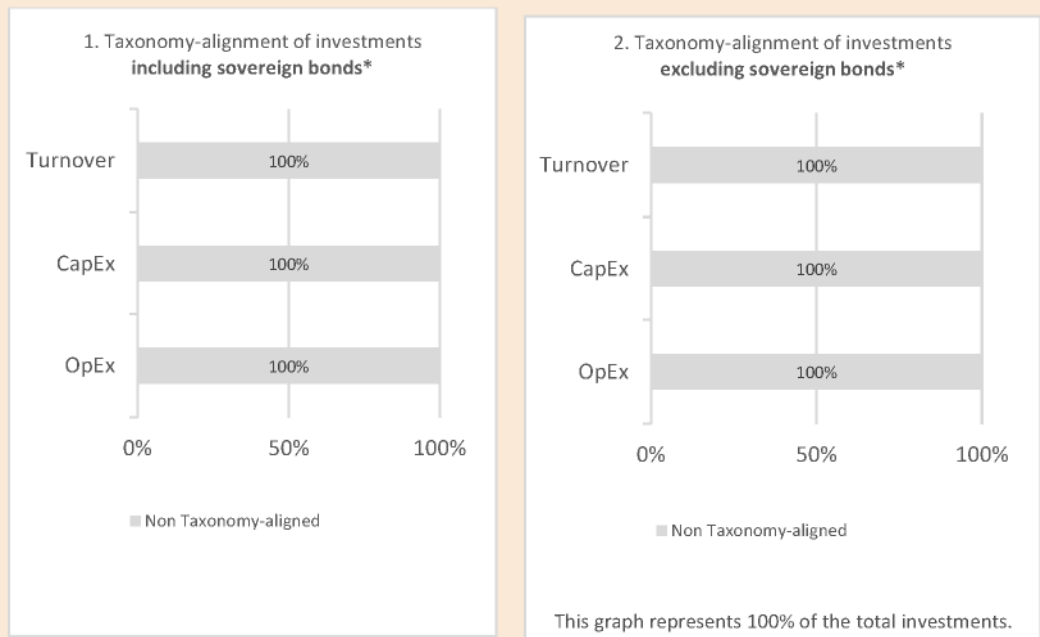 1. Taxonomy-alignment of investments
including sovereign bonds*
Turnover
100%
CapEx
100%
OpEx
100%
0%
50%
100%
Non Taxonomy-aligned
2. Taxonomy-alignment of investments
excluding sovereign bonds*
Turnover
100%
CapEx
100%
OpEx
100%
0%
50%
100%
Non Taxonomy-aligned
This graph represents 100% of the total investments.